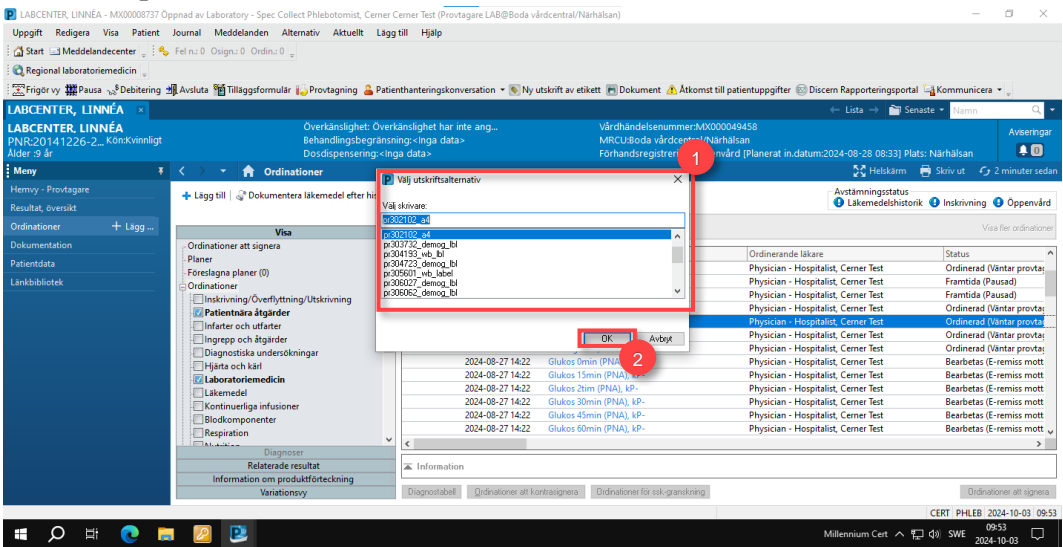 LABCENTER, LINNÉA - MX00008737 Öppnad av Laboratory - Spec Collect Phlebotomist, Cerner Cerner Test (Provtagare LAB@Boda vårdcentral/Närhälsan)
Uppgift Redigera Visa Patient Journal Meddelanden Alternativ Aktuellt Lägg till Hjälp
Start Meddelandecenter Fel n.: 0 Osign.: 0 Ordin.: 0
Regional laboratoriemedicin
Frigör vy Pausa Debitering Avsluta Tilläggsformulär Provtagning Patienthanteringskonversation Ny utskrift av etikett Dokument Åtkomst till patientuppgifter Discern Rapporteringsportal Kommunicera
LABCENTER, LINNÉA × Lista Senaste Namn
LABCENTER, LINNÉA Överkänslighet: Överkänslighet har inte ang... Vårdhändelsenummer:MX000049458
PNR:20141226-2... Kön:Kvinnligt Behandlingsbegränsning:<Inga data> MRCU:Boda vårdcentral/Närhälsan Aviseringar
Ålder :9 år Dosdispensering:<Inga data> 0
Meny Ordinationer Helskärm Skriv ut 2 minuter sedan
1
Välj utskriftsalternativ
Hemvy - Provtagare
Resultat, översikt
Ordinationer + Lägg ...
Dokumentation
Patientdata
Länkbibliotek
Lägg till Dokumentera läkemedel efter
Avstämningsstatus
Läkemedelshistorik Inskrivning Öppenvård
Visa fler ordinationer
Välj skrivare:
pr302102_a4
pr302102_a4
pr303732_demog_lbl
pr304193_wb_lbl
pr304723_demog_lbl
pr305601_wb_label
pr306027_demog_lbl
pr306062_demog_lbl
OK Avbryt
2
Visa
Ordinationer att signera
Planer
Föreslagna planer (0)
Ordinationer
Inskrivning/Överflyttning/Utskrivning
Patientnära åtgärder
Infarter och utfarter
Ingrepp och åtgärder
Diagnostiska undersökningar
Hjärta och kärl
Laboratoriemedicin
Läkemedel
Kontinuerliga infusioner
Blodkomponenter
Respiration
Diagnoser
Relaterade resultat
Information om produktförteckning
Variationsvy
Ordinerande läkare Status
Physician - Hospitalist, Cerner Test Ordinerad (Väntar provtag
Physician - Hospitalist, Cerner Test Framtida (Pausad)
Physician - Hospitalist, Cerner Test Framtida (Pausad)
Physician - Hospitalist, Cerner Test Ordinerad (Väntar provtag
Physician - Hospitalist, Cerner Test Ordinerad (Väntar provtag
Physician - Hospitalist, Cerner Test Ordinerad (Väntar provtag
Physician - Hospitalist, Cerner Test Ordinerad (Väntar provtag
2024-08-27 14:22 Glukos 0min (PNA), Physician - Hospitalist, Cerner Test Bearbetas (E-remiss mott
2024-08-27 14:22 Glukos 15min (PNA), kP- Physician - Hospitalist, Cerner Test Bearbetas (E-remiss mott
2024-08-27 14:22 Glukos 2tim (PNA), kP- Physician - Hospitalist, Cerner Test Bearbetas (E-remiss mott
2024-08-27 14:22 Glukos 30min (PNA), kP- Physician - Hospitalist, Cerner Test Bearbetas (E-remiss mott
2024-08-27 14:22 Glukos 45min (PNA), kP- Physician - Hospitalist, Cerner Test Bearbetas (E-remiss mott
2024-08-27 14:22 Glukos 60min (PNA), kP- Physician - Hospitalist, Cerner Test Bearbetas (E-remiss mott
Information
Diagnostabell Ordinationer att kontrasignera Ordinationer för ssk-granskning Ordinationer att signera
CERT PHLEB 2024-10-03 09:53
Millennium Cert SWE 09:53
2024-10-03